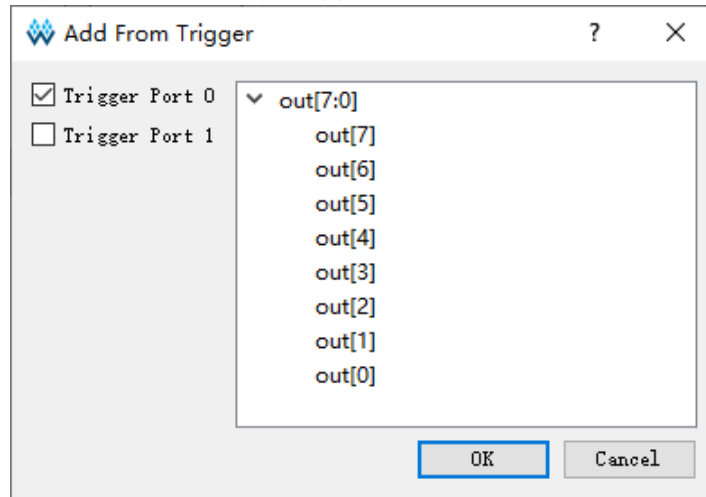 Add From Trigger
?
Trigger Port 0
Trigger Port 1
out[7:0]
out[7]
out[6]
out[5]
out[4]
out[3]
out[2]
out[1]
out[0]
OK
Cancel